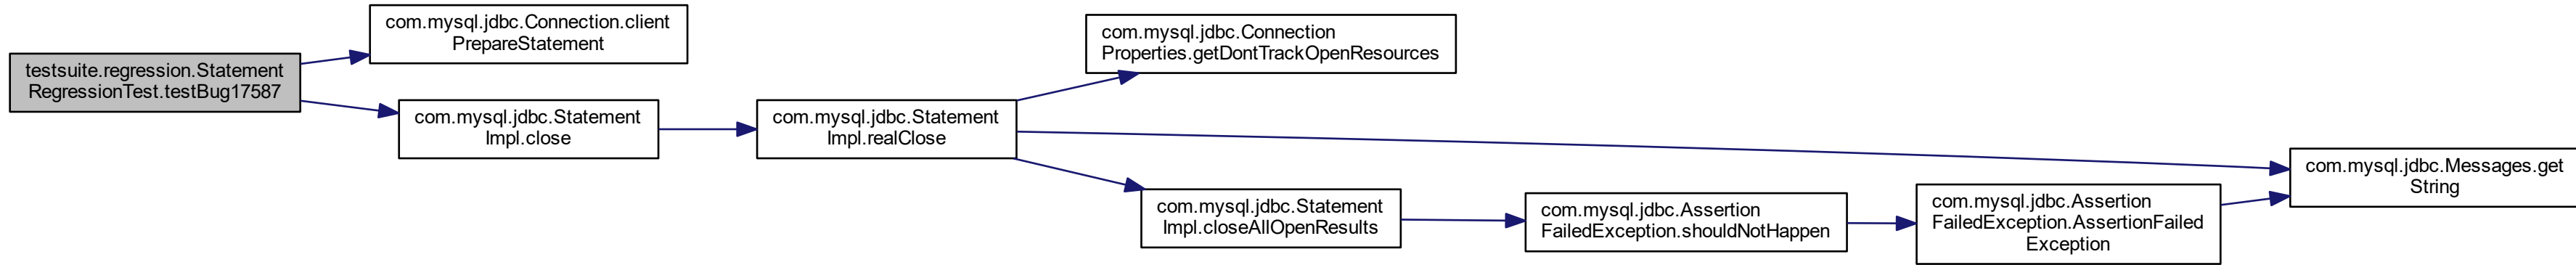 testsuite.regression.Statement
RegressionTest.testBug17587
com.mysql.jdbc.Connection.client
PrepareStatement
com.mysql.jdbc.Statement
Impl.close
com.mysql.jdbc.Statement
Impl.realClose
com.mysql.jdbc.Connection
Properties.getDontTrackOpenResources
com.mysql.jdbc.Statement
Impl.closeAllOpenResults
com.mysql.jdbc.Assertion
FailedException.shouldNotHappen
com.mysql.jdbc.Assertion
FailedException.AssertionFailed
Exception
com.mysql.jdbc.Messages.get
String